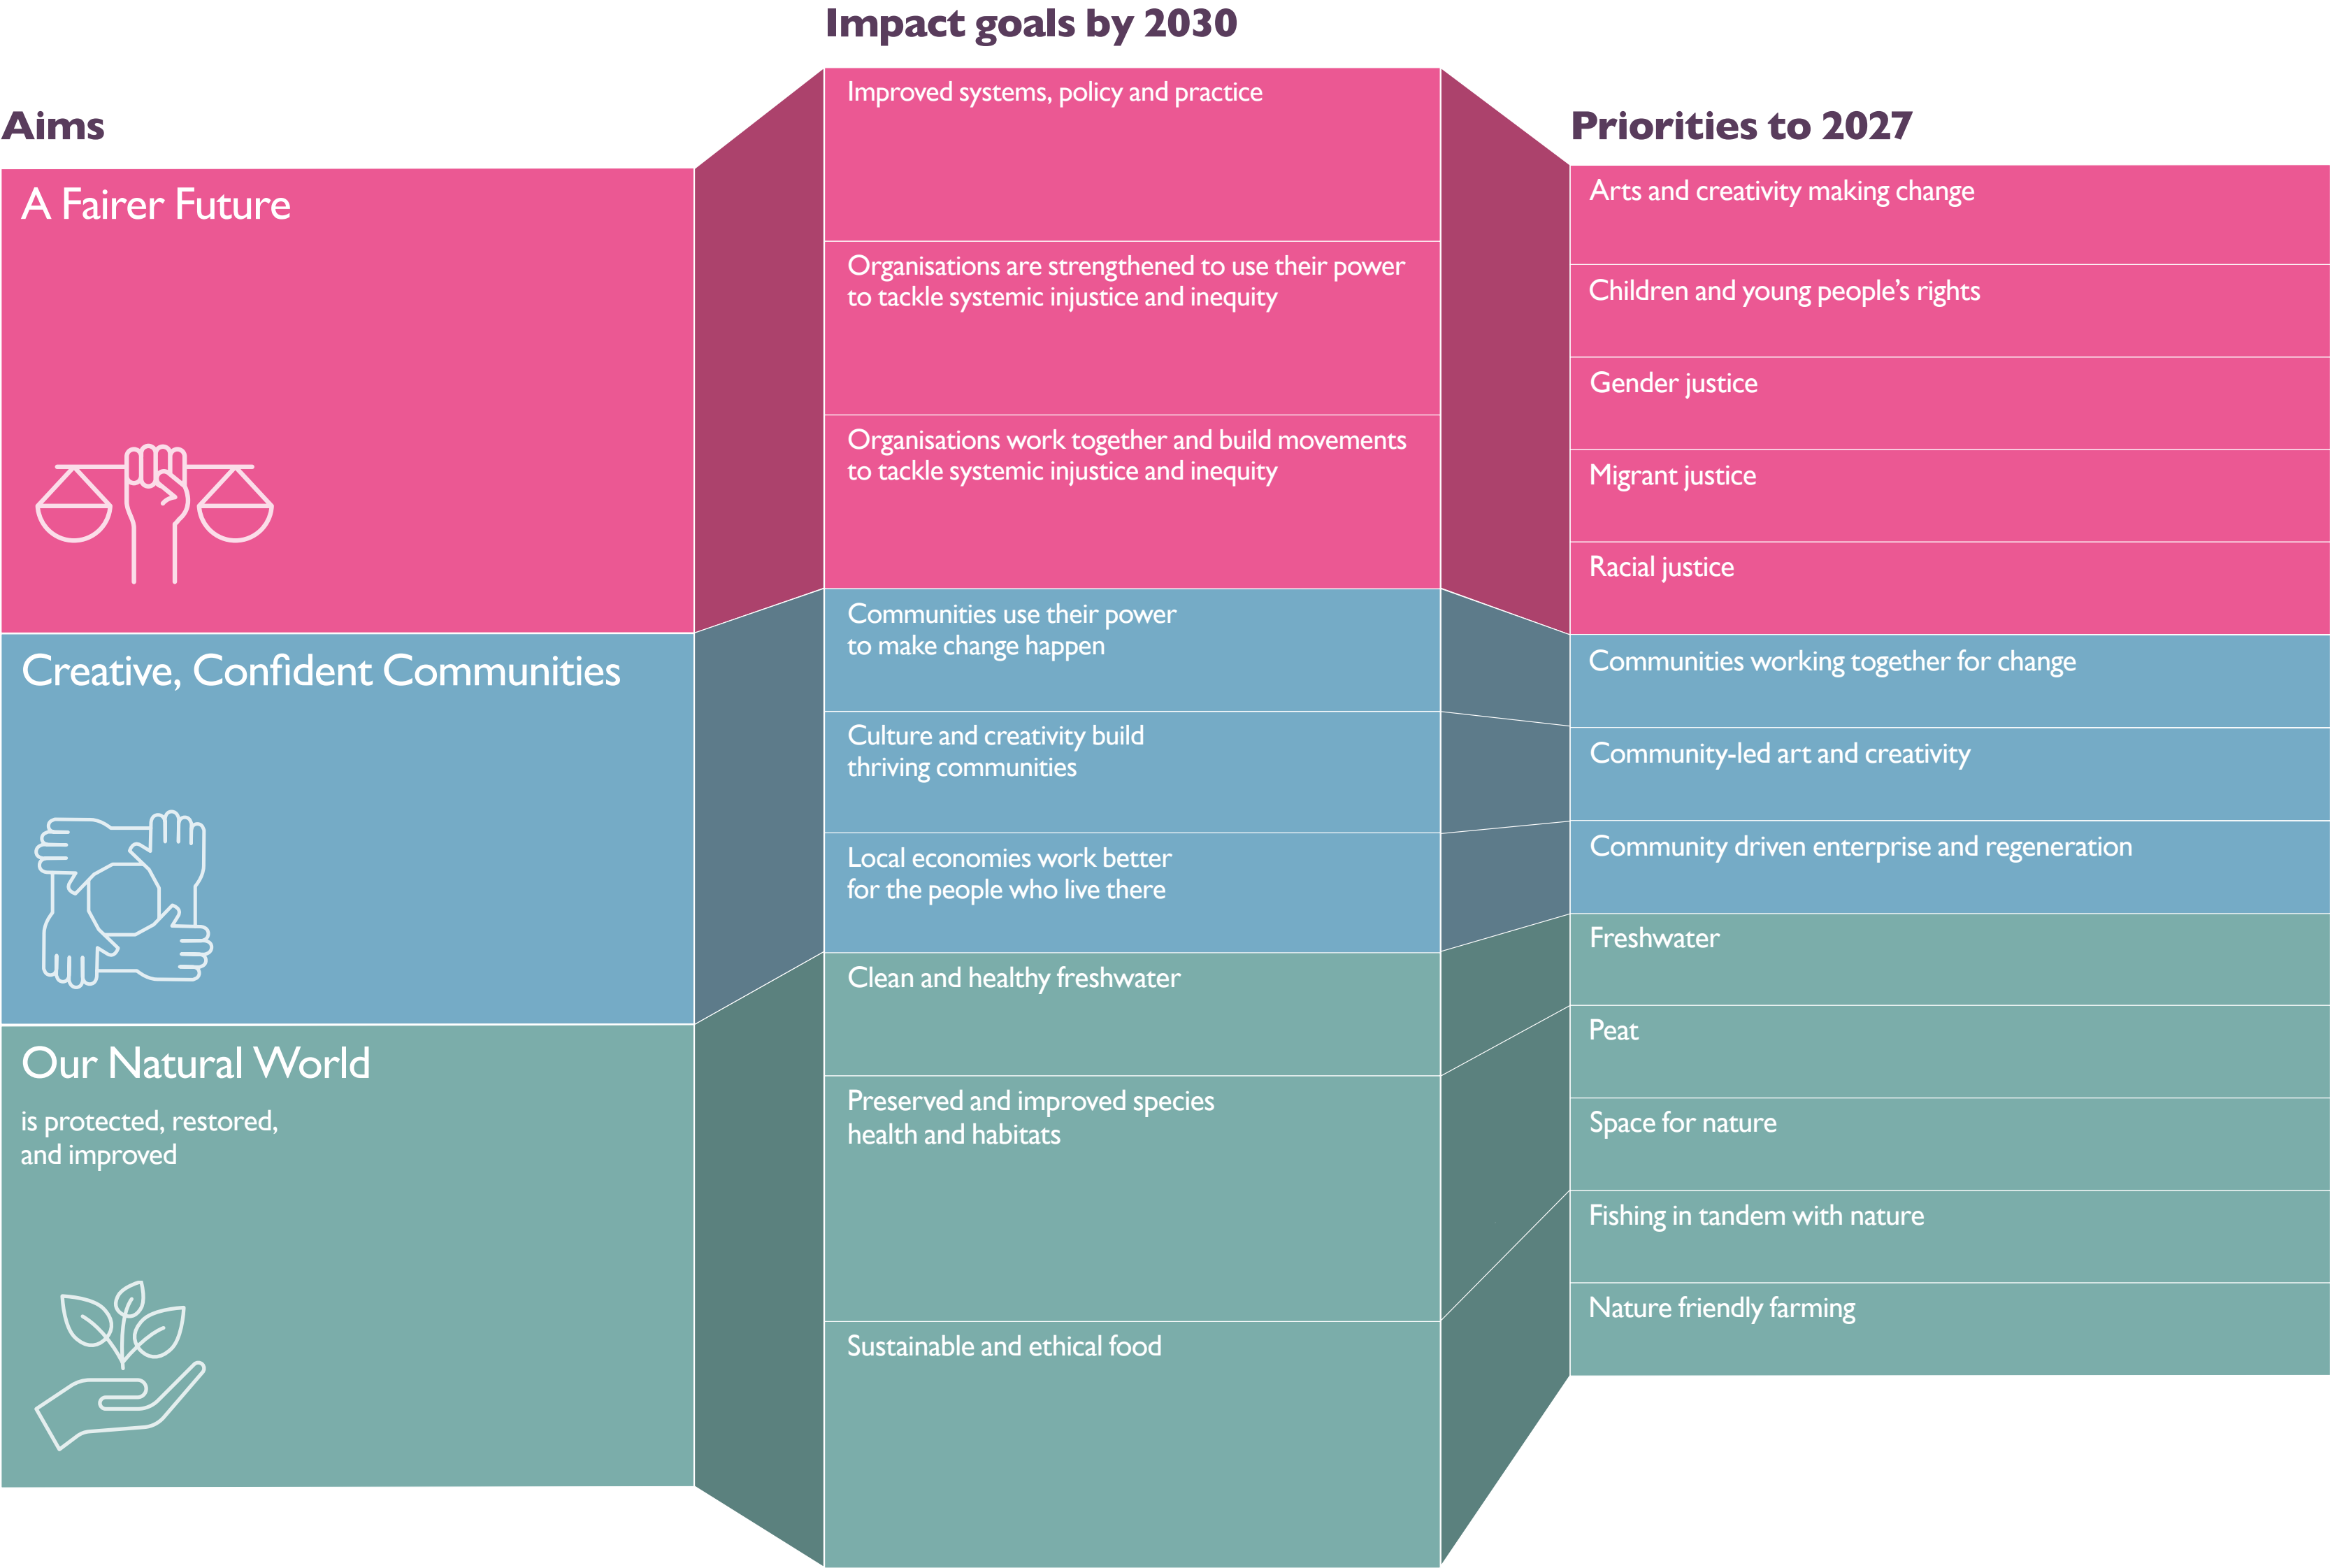 Impact goals by 2030
Aims
Priorities to 2027
A Fairer Future
Improved systems, policy and practice
Organisations are strengthened to use their power
to tackle systemic injustice and inequity
Organisations work together and build movements
to tackle systemic injustice and inequity
Arts and creativity making change
Children and young people’s rights
Gender justice
Migrant justice
Racial justice
Creative, Confident Communities
Communities use their power
to make change happen
Culture and creativity build
thriving communities
Local economies work better
for the people who live there
Communities working together for change
Community-led art and creativity
Community driven enterprise and regeneration
Our Natural World
is protected, restored,
and improved
Clean and healthy freshwater
Preserved and improved species
health and habitats
Sustainable and ethical food
Freshwater
Peat
Space for nature
Fishing in tandem with nature
Nature friendly farming